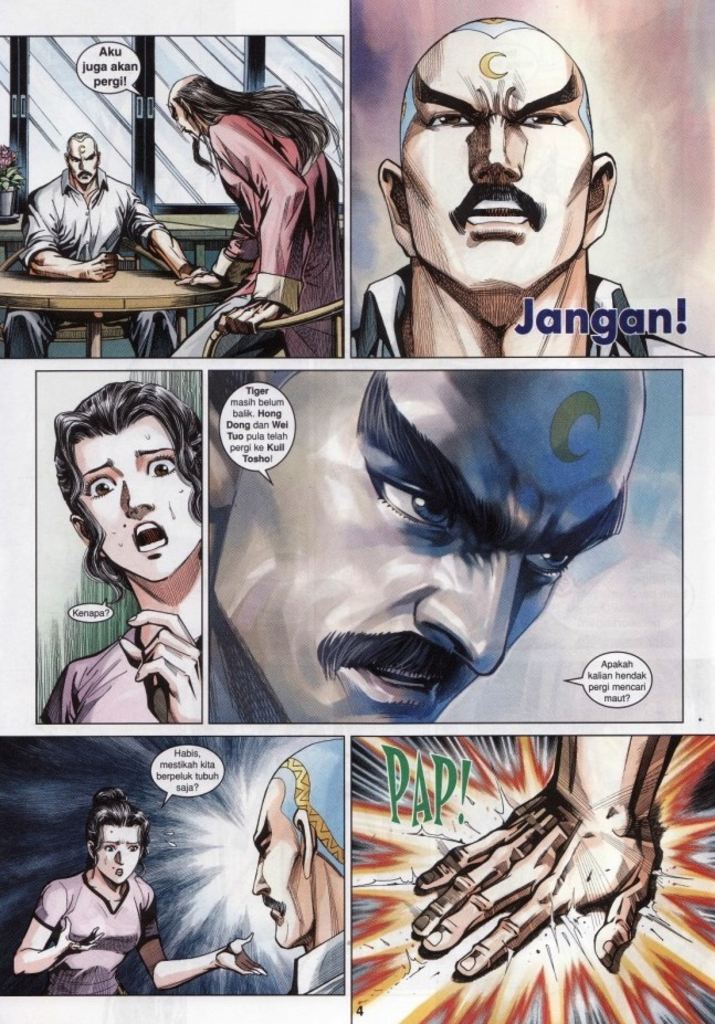 Aku
juga akan
pergi!
Jangan!
Kenapa?
Tiger
masih belum
balik. Hong
Dong dan Wei
Tuo pula telah
pergi ke Kuil
Tosho!
Apakah
kalian hendak
pergi mencari
maut?
Habis,
mestikah kita
berpeluk tubuh
saja?
PAP!
4